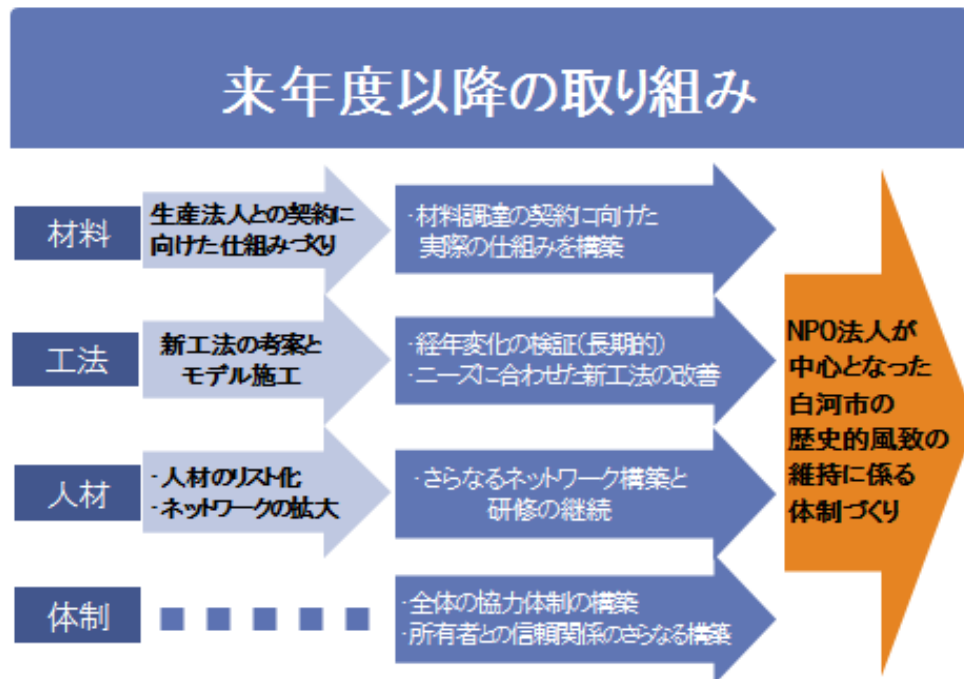 来年度以降の取り組み
材料
生産法人との契約に
向けた仕組みづくり
・材料調達の契約に向けた
実際の仕組みを構築
工法
新工法の考案と
モデル施工
・経年変化の検証(長期的)
・ニーズに合わせた新工法の改善
人材
・人材のリスト化
・ネットワークの拡大
・さらなるネットワーク構築と
研修の継続
体制
・全体の協力体制の構築
・所有者との信頼関係のさらなる構築
NPO法人が
中心となった
白河市の
歴史的風致の
維持に係る
体制づくり